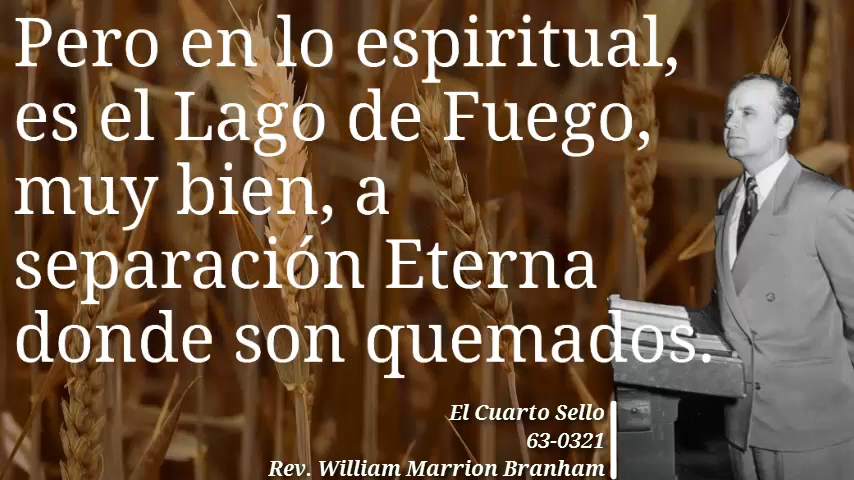 Pero en lo espiritual,
es el Lago de Fuego,
muy bien, a
separación Eterna
donde son quemados.
El Cuarto Sello
63-0321
Rev. William Marrion Branham